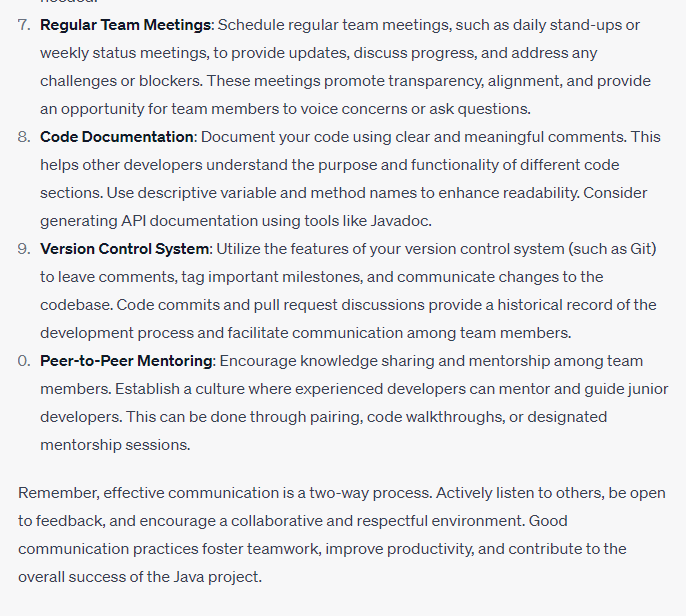 needed.
7. Regular Team Meetings: Schedule regular team meetings, such as daily stand-ups or
weekly status meetings, to provide updates, discuss progress, and address any
challenges or blockers. These meetings promote transparency, alignment, and provide
an opportunity for team members to voice concerns or ask questions.
8. Code Documentation: Document your code using clear and meaningful comments. This
helps other developers understand the purpose and functionality of different code
sections. Use descriptive variable and method names to enhance readability. Consider
generating API documentation using tools like Javadoc.
9. Version Control System: Utilize the features of your version control system (such as Git)
to leave comments, tag important milestones, and communicate changes to the
codebase. Code commits and pull request discussions provide a historical record of the
development process and facilitate communication among team members.
0. Peer-to-Peer Mentoring: Encourage knowledge sharing and mentorship among team
members. Establish a culture where experienced developers can mentor and guide junior
developers. This can be done through pairing, code walkthroughs, or designated
mentorship sessions.
Remember, effective communication is a two-way process. Actively listen to others, be open
to feedback, and encourage a collaborative and respectful environment. Good
communication practices foster teamwork, improve productivity, and contribute to the
overall success of the Java project.